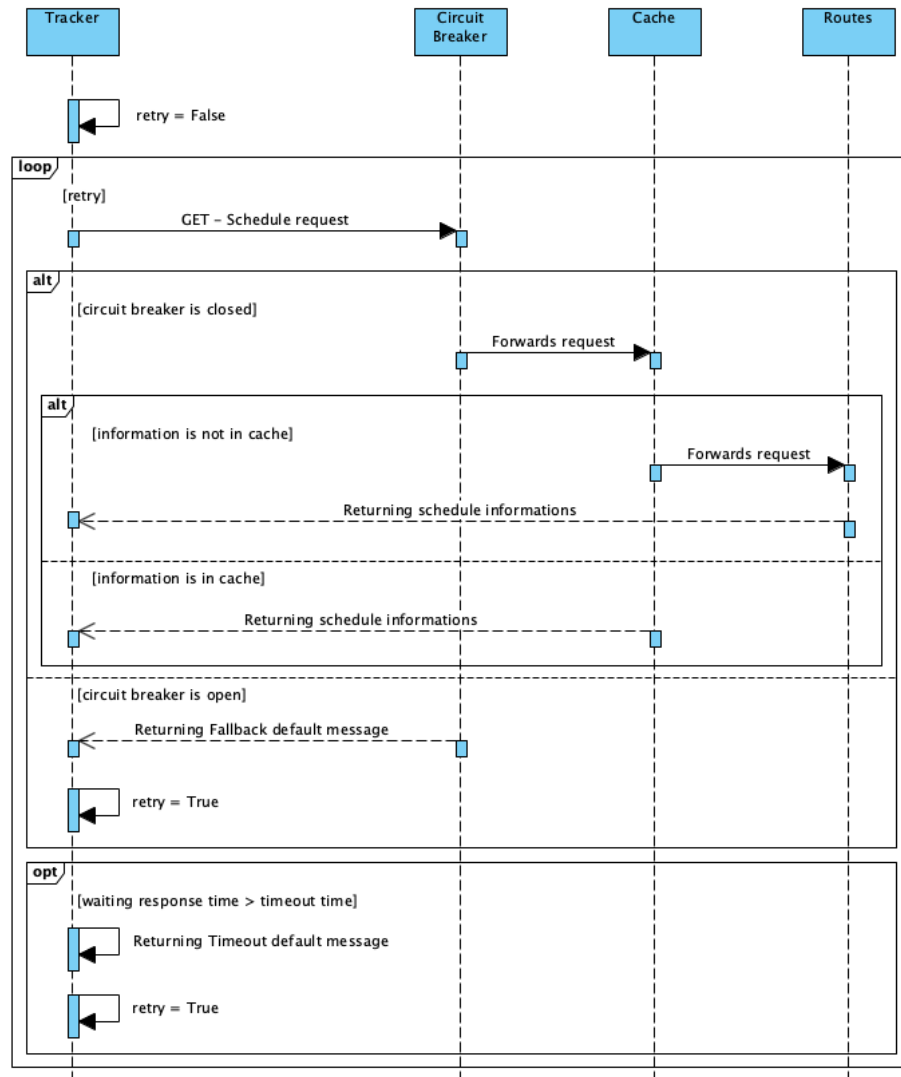 Tracker
Circuit
Breaker
Cache
Routes
retry = False
loop
[retry]
GET – Schedule request
alt
[circuit breaker is closed]
Forwards request
alt
[information is not in cache]
Forwards request
Returning schedule informations
[information is in cache]
Returning schedule informations
[circuit breaker is open]
Returning Fallback default message
retry = True
opt
[waiting response time > timeout time]
Returning Timeout default message
retry = True